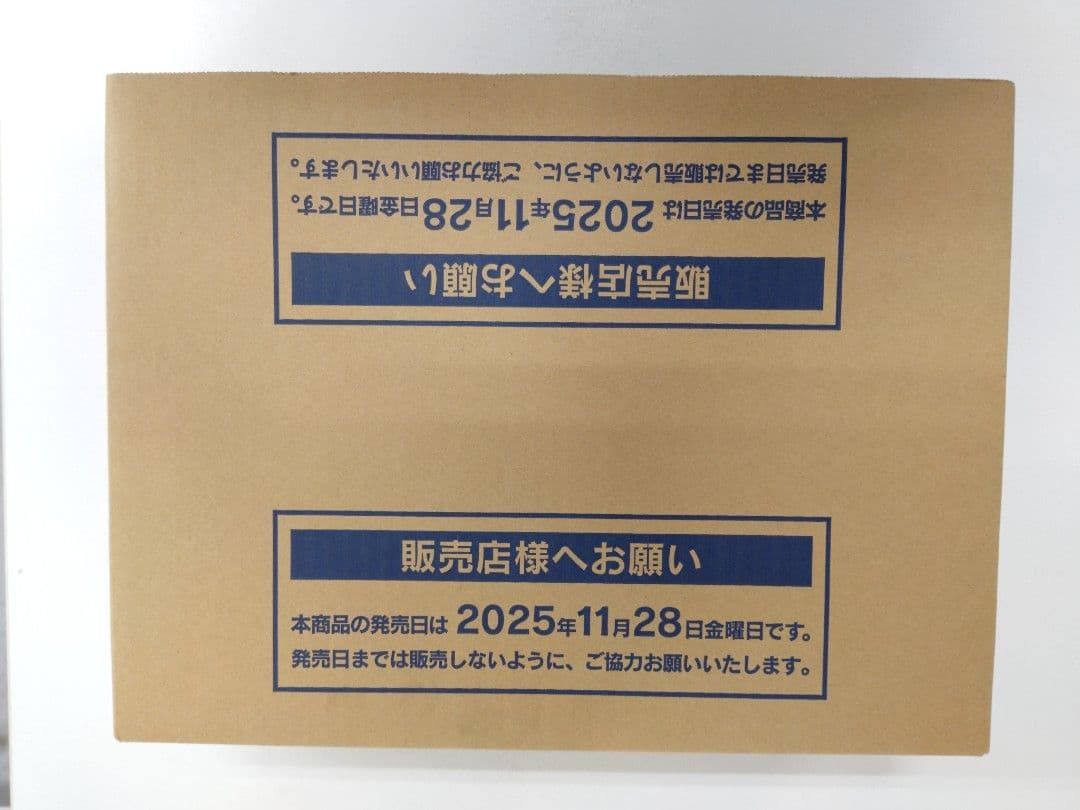 販売店様へお願い
本商品の発売日は 2025年11月28日金曜日です。
発売日までは販売しないように、ご協力お願いいたします。
販売店様へお願い
本商品の発売日は 2025年11月28日金曜日です。
発売日までは販売しないように、ご協力お願いいたします。